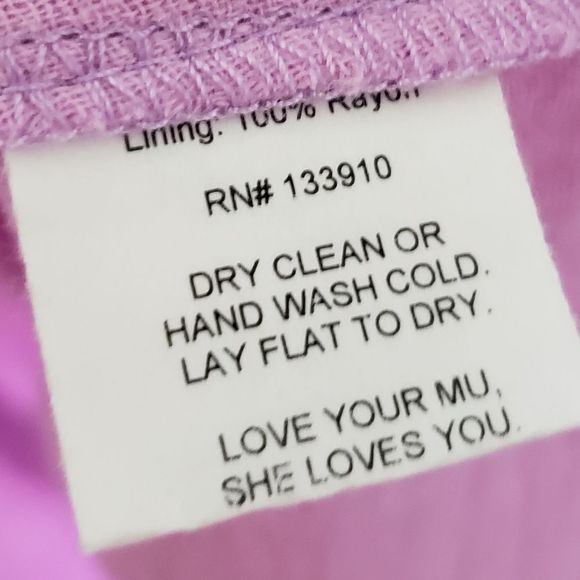 Lining: 100% Rayon
RN# 133910
DRY CLEAN OR
HAND WASH COLD.
LAY FLAT TO DRY.
LOVE YOUR MU,
SHE LOVES YOU.